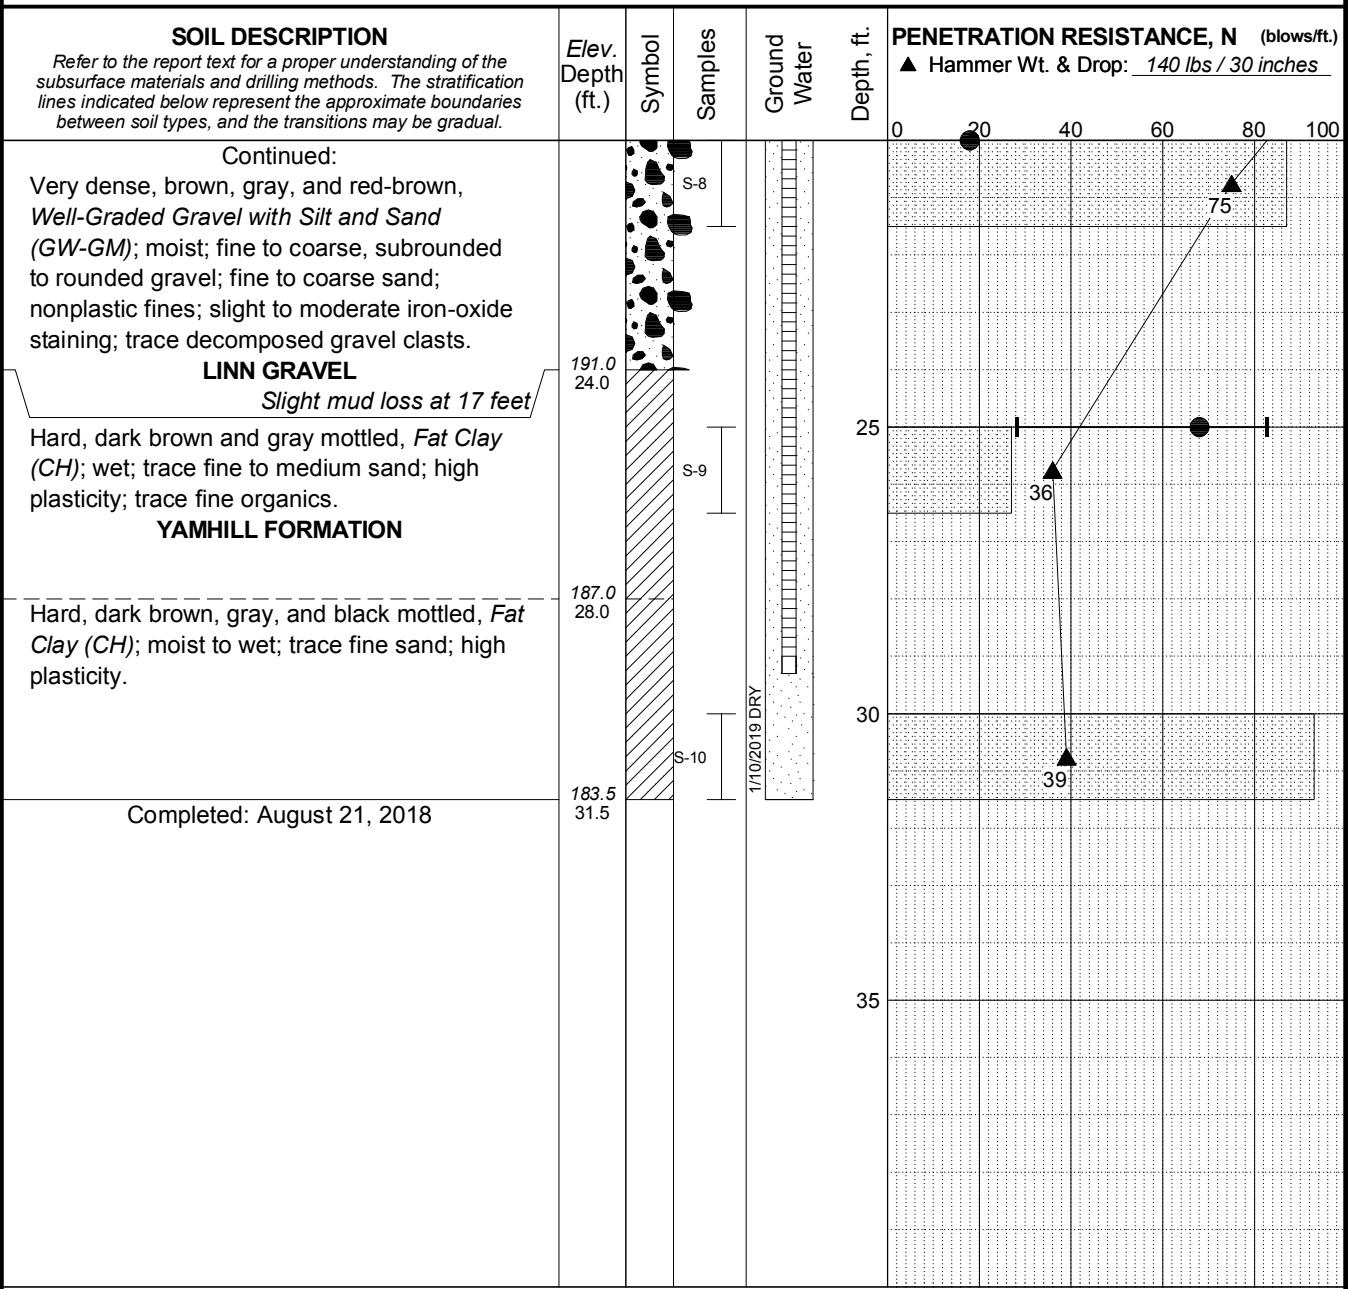 SOIL DESCRIPTION
Refer to the report text for a proper understanding of the
subsurface materials and drilling methods. The stratification
lines indicated below represent the approximate boundaries
between soil types, and the transitions may be gradual.
Elev.
Depth
(ft.)
Symbol
Samples
Ground
Water
Depth, ft.
PENETRATION RESISTANCE, N (blows/ft.)
▲ Hammer Wt. & Drop: 140 lbs / 30 inches
0 20 40 60 80 100
Continued:
Very dense, brown, gray, and red-brown,
Well-Graded Gravel with Silt and Sand
(GW-GM); moist; fine to coarse, subrounded
to rounded gravel; fine to coarse sand;
nonplastic fines; slight to moderate iron-oxide
staining; trace decomposed gravel clasts.
LINN GRAVEL
Slight mud loss at 17 feet
191.0
24.0
S-8
75
Hard, dark brown and gray mottled, Fat Clay
(CH); wet; trace fine to medium sand; high
plasticity; trace fine organics.
YAMHILL FORMATION
S-9
25
36
187.0
28.0
Hard, dark brown, gray, and black mottled, Fat
Clay (CH); moist to wet; trace fine sand; high
plasticity.
S-10
1/10/2019 DRY
30
39
183.5
31.5
Completed: August 21, 2018
35